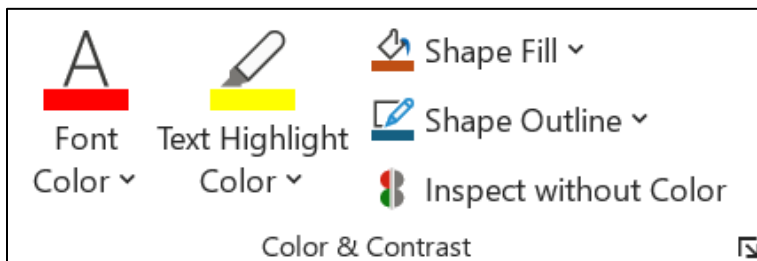 A
Font
Color
Text Highlight
Color
Shape Fill
Shape Outline
Inspect without Color
Color & Contrast